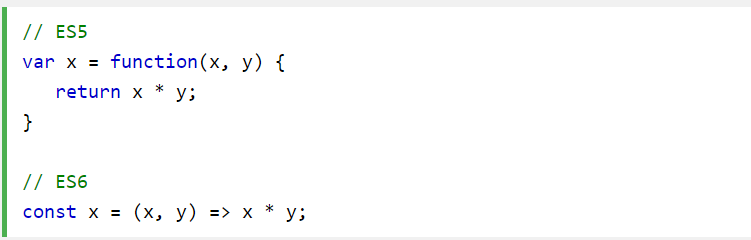 // ES5
var x = function(x, y) {
   return x * y;
}

// ES6
const x = (x, y) => x * y;